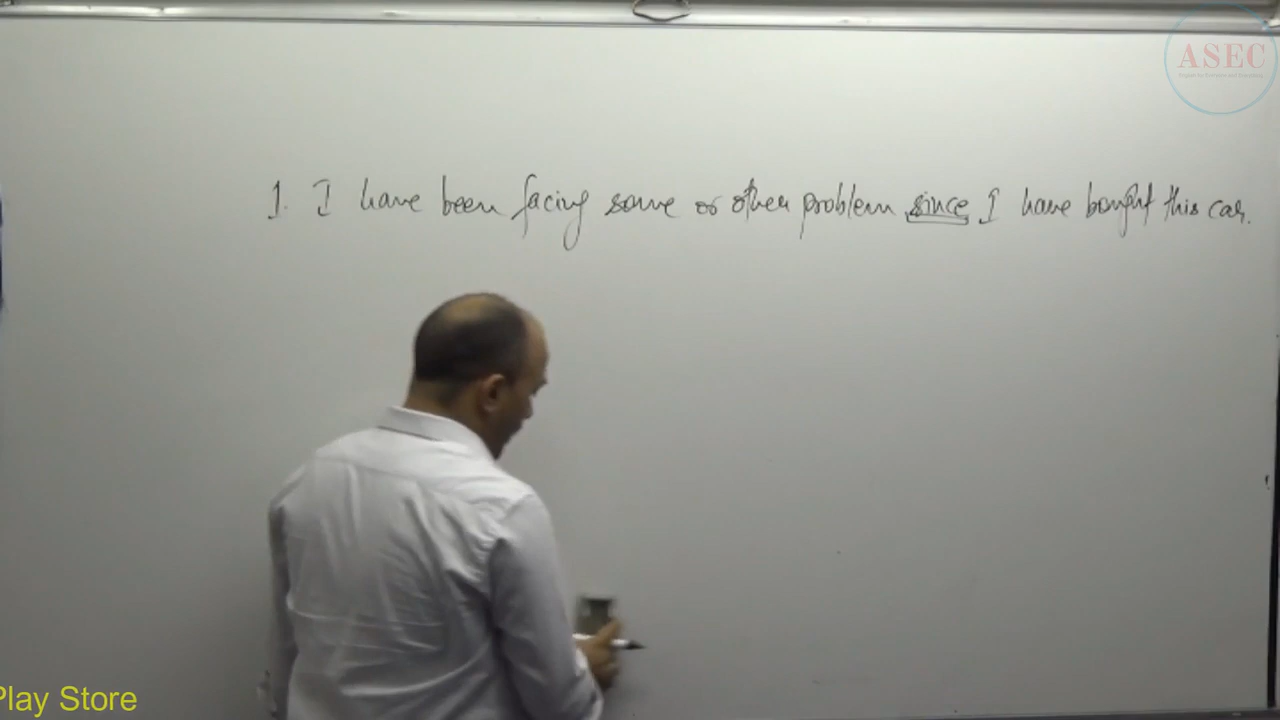 ASEC
1. I have been facing some or other problem since I have bought this car.
Play Store